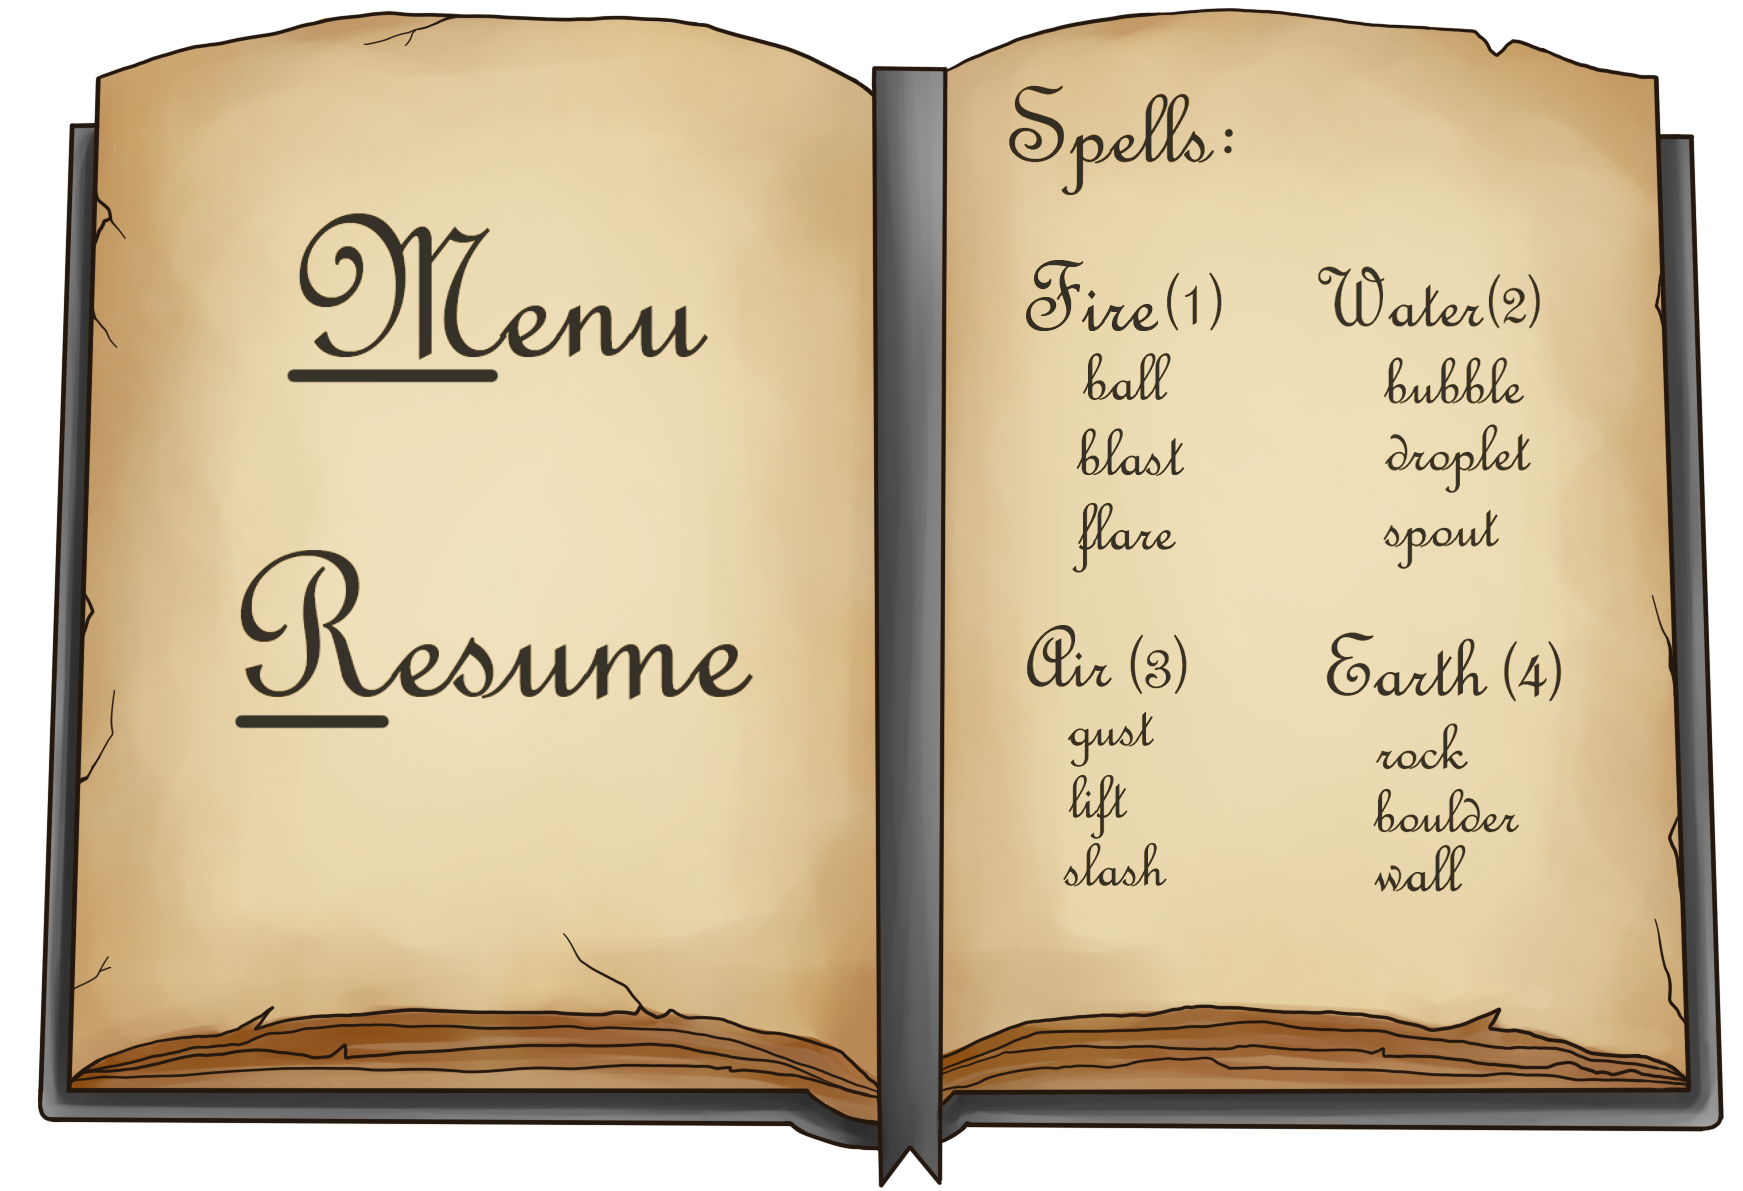 Menu
Resume
Spells:
Fire (1)
ball
blast
flare
Water (2)
bubble
droplet
spout
Air (3)
gust
lift
slash
Earth (4)
rock
boulder
wall